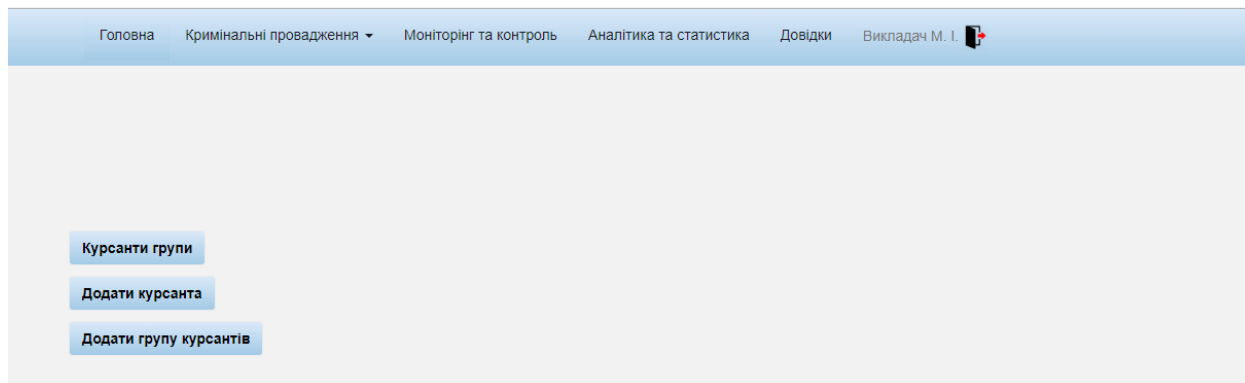 Головна Кримінальні провадження Моніторінг та контроль Аналітика та статистика Довідки Викладач М. І.
Курсанти групи
Додати курсанта
Додати групу курсантів